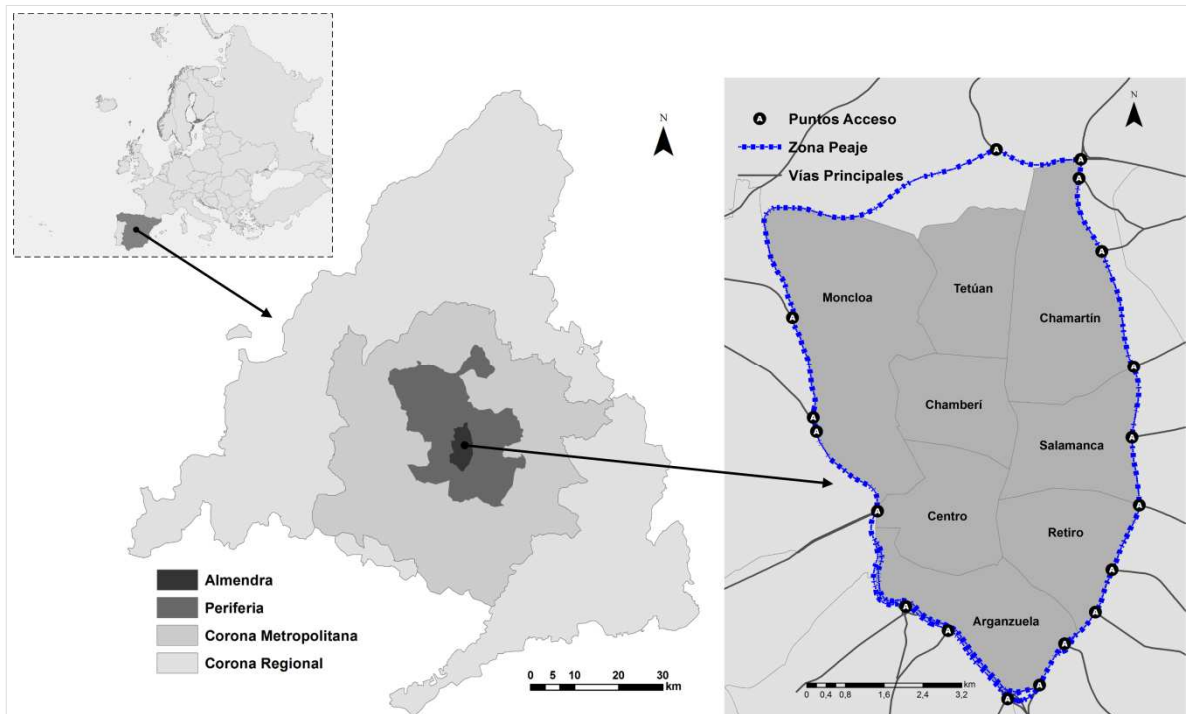 N
Almendra
Periferia
Corona Metropolitana
Corona Regional
0 5 10 20 30
km
N
A Puntos Acceso
Zona Peaje
Vías Principales
A
A
A
A
Moncloa
Tetúan
Chamartín
A
A
Chamberí
A
A
Salamanca
A
A
Centro
A
Retiro
A
A
A
Arganzuela
A
A
A
A
km
0 0,4 0,8 1,6 2,4 3,2